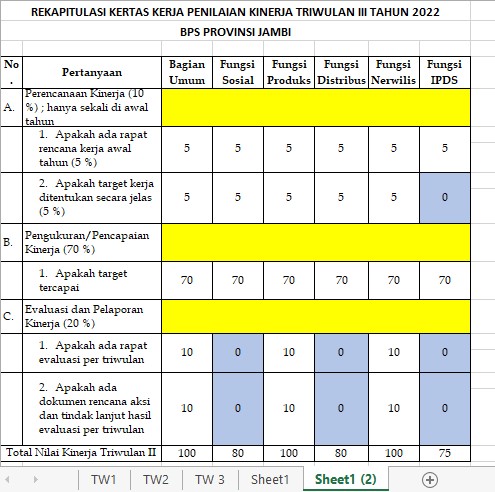 REKAPITULASI KERTAS KERJA PENILAIAN KINERJA TRIWULAN III TAHUN 2022
BPS PROVINSI JAMBI
No. Pertanyaan Bagian Umum Fungsi Sosial Fungsi Produks Fungsi Distribus Fungsi Nerwilis Fungsi IPDS
A. Perencanaan Kinerja (10
%) ; hanya sekali di awal
tahun
1. Apakah ada rapat
rencana kerja awal
tahun (5 %)
5 5 5 5 5 5
2. Apakah target kerja
ditentukan secara jelas
(5 %)
5 5 5 5 5 0
B. Pengukuran/Pencapaian
Kinerja (70 %)
1. Apakah target
tercapai
70 70 70 70 70 70
C. Evaluasi dan Pelaporan
Kinerja (20 %)
1. Apakah ada rapat
evaluasi per triwulan
10 0 10 0 10 0
2. Apakah ada
dokumen rencana aksi
dan tindak lanjut hasil
evaluasi per triwulan
10 0 10 0 10 0
Total Nilai Kinerja Triwulan II 100 80 100 80 100 75
TW1 TW2 TW 3 Sheet1 Sheet1 (2)